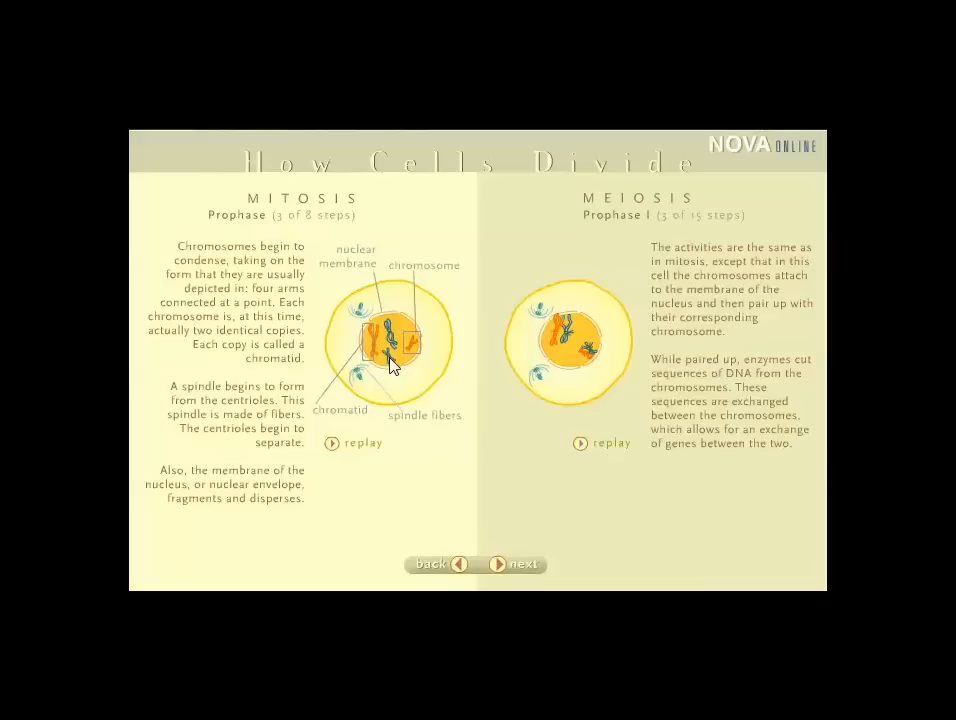 NOVA ONLINE
How Cells Divide
MITOSIS
Prophase (3 of 8 steps)
Chromosomes begin to
condense, taking on the
form that they are usually
depicted in: four arms
connected at a point. Each
chromosome is, at this time,
actually two identical copies.
Each copy is called a
chromatid.
A spindle begins to form
from the centrioles. This
spindle is made of fibers.
The centrioles begin to
separate.
Also, the membrane of the
nucleus, or nuclear envelope,
fragments and disperses.
nuclear
membrane
chromosome
chromatid
spindle fibers
replay
MEIOSIS
Prophase I (3 of 15 steps)
The activities are the same as
in mitosis, except that in this
cell the chromosomes attach
to the membrane of the
nucleus and then pair up with
their corresponding
chromosome.
While paired up, enzymes cut
sequences of DNA from the
chromosomes. These
sequences are exchanged
between the chromosomes,
which allows for an exchange
of genes between the two.
replay
back
next